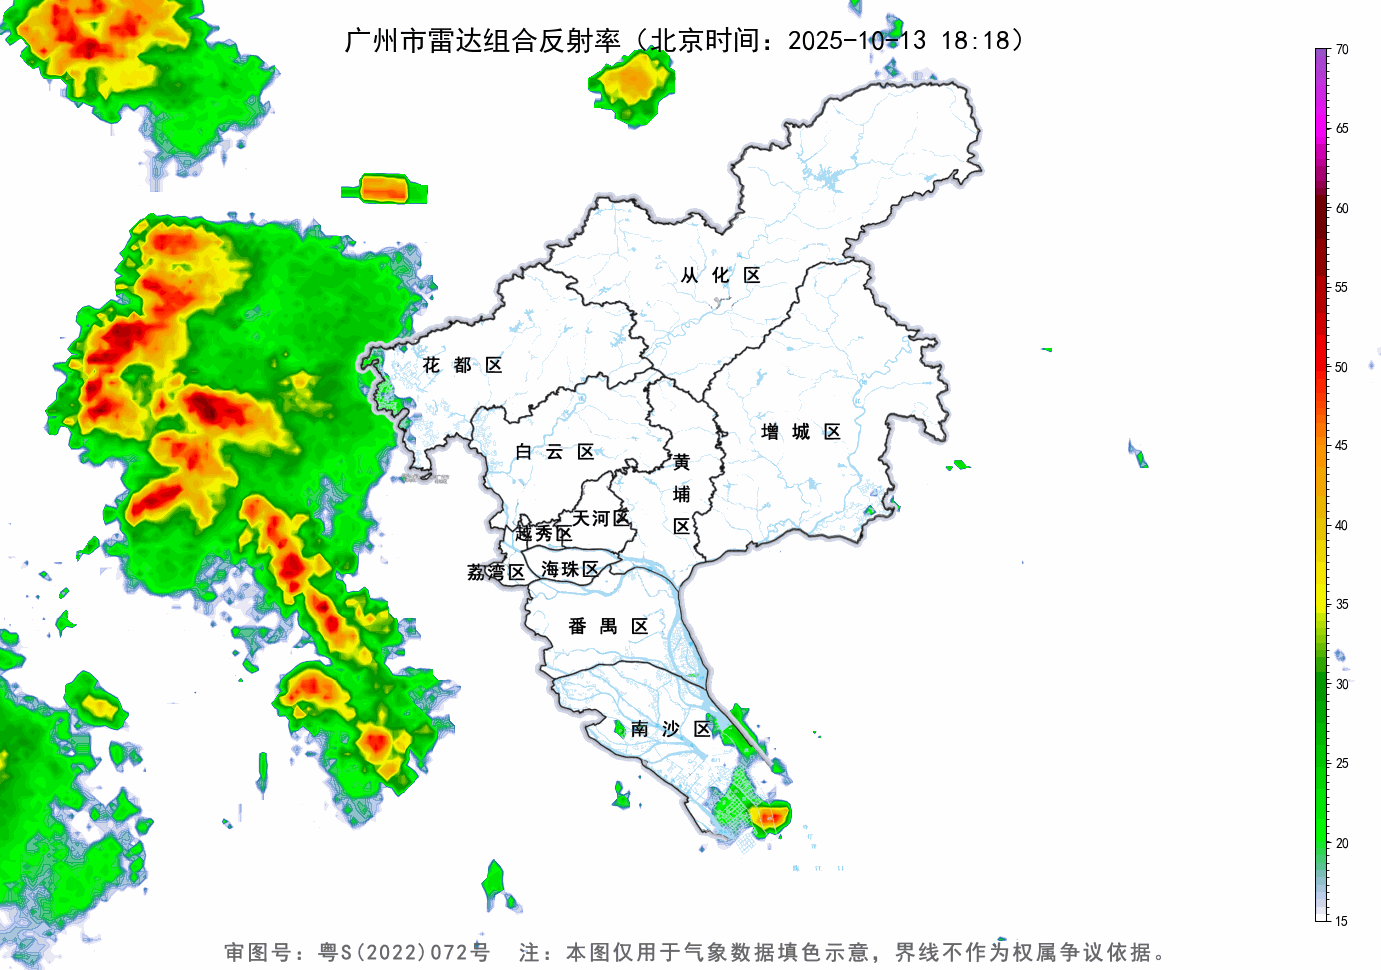 广州市雷达组合反射率（北京时间：2025-10-13 18:18）
70
65
60
55
50
45
40
35
30
25
20
15
从化区
花都区
增城区
白云区
黄埔区
天河区
越秀区
海珠区
荔湾区
番禺区
南沙区
审图号：粤S(2022)072号 注：本图仅用于气象数据填色示意，界线不作为权属争议依据。